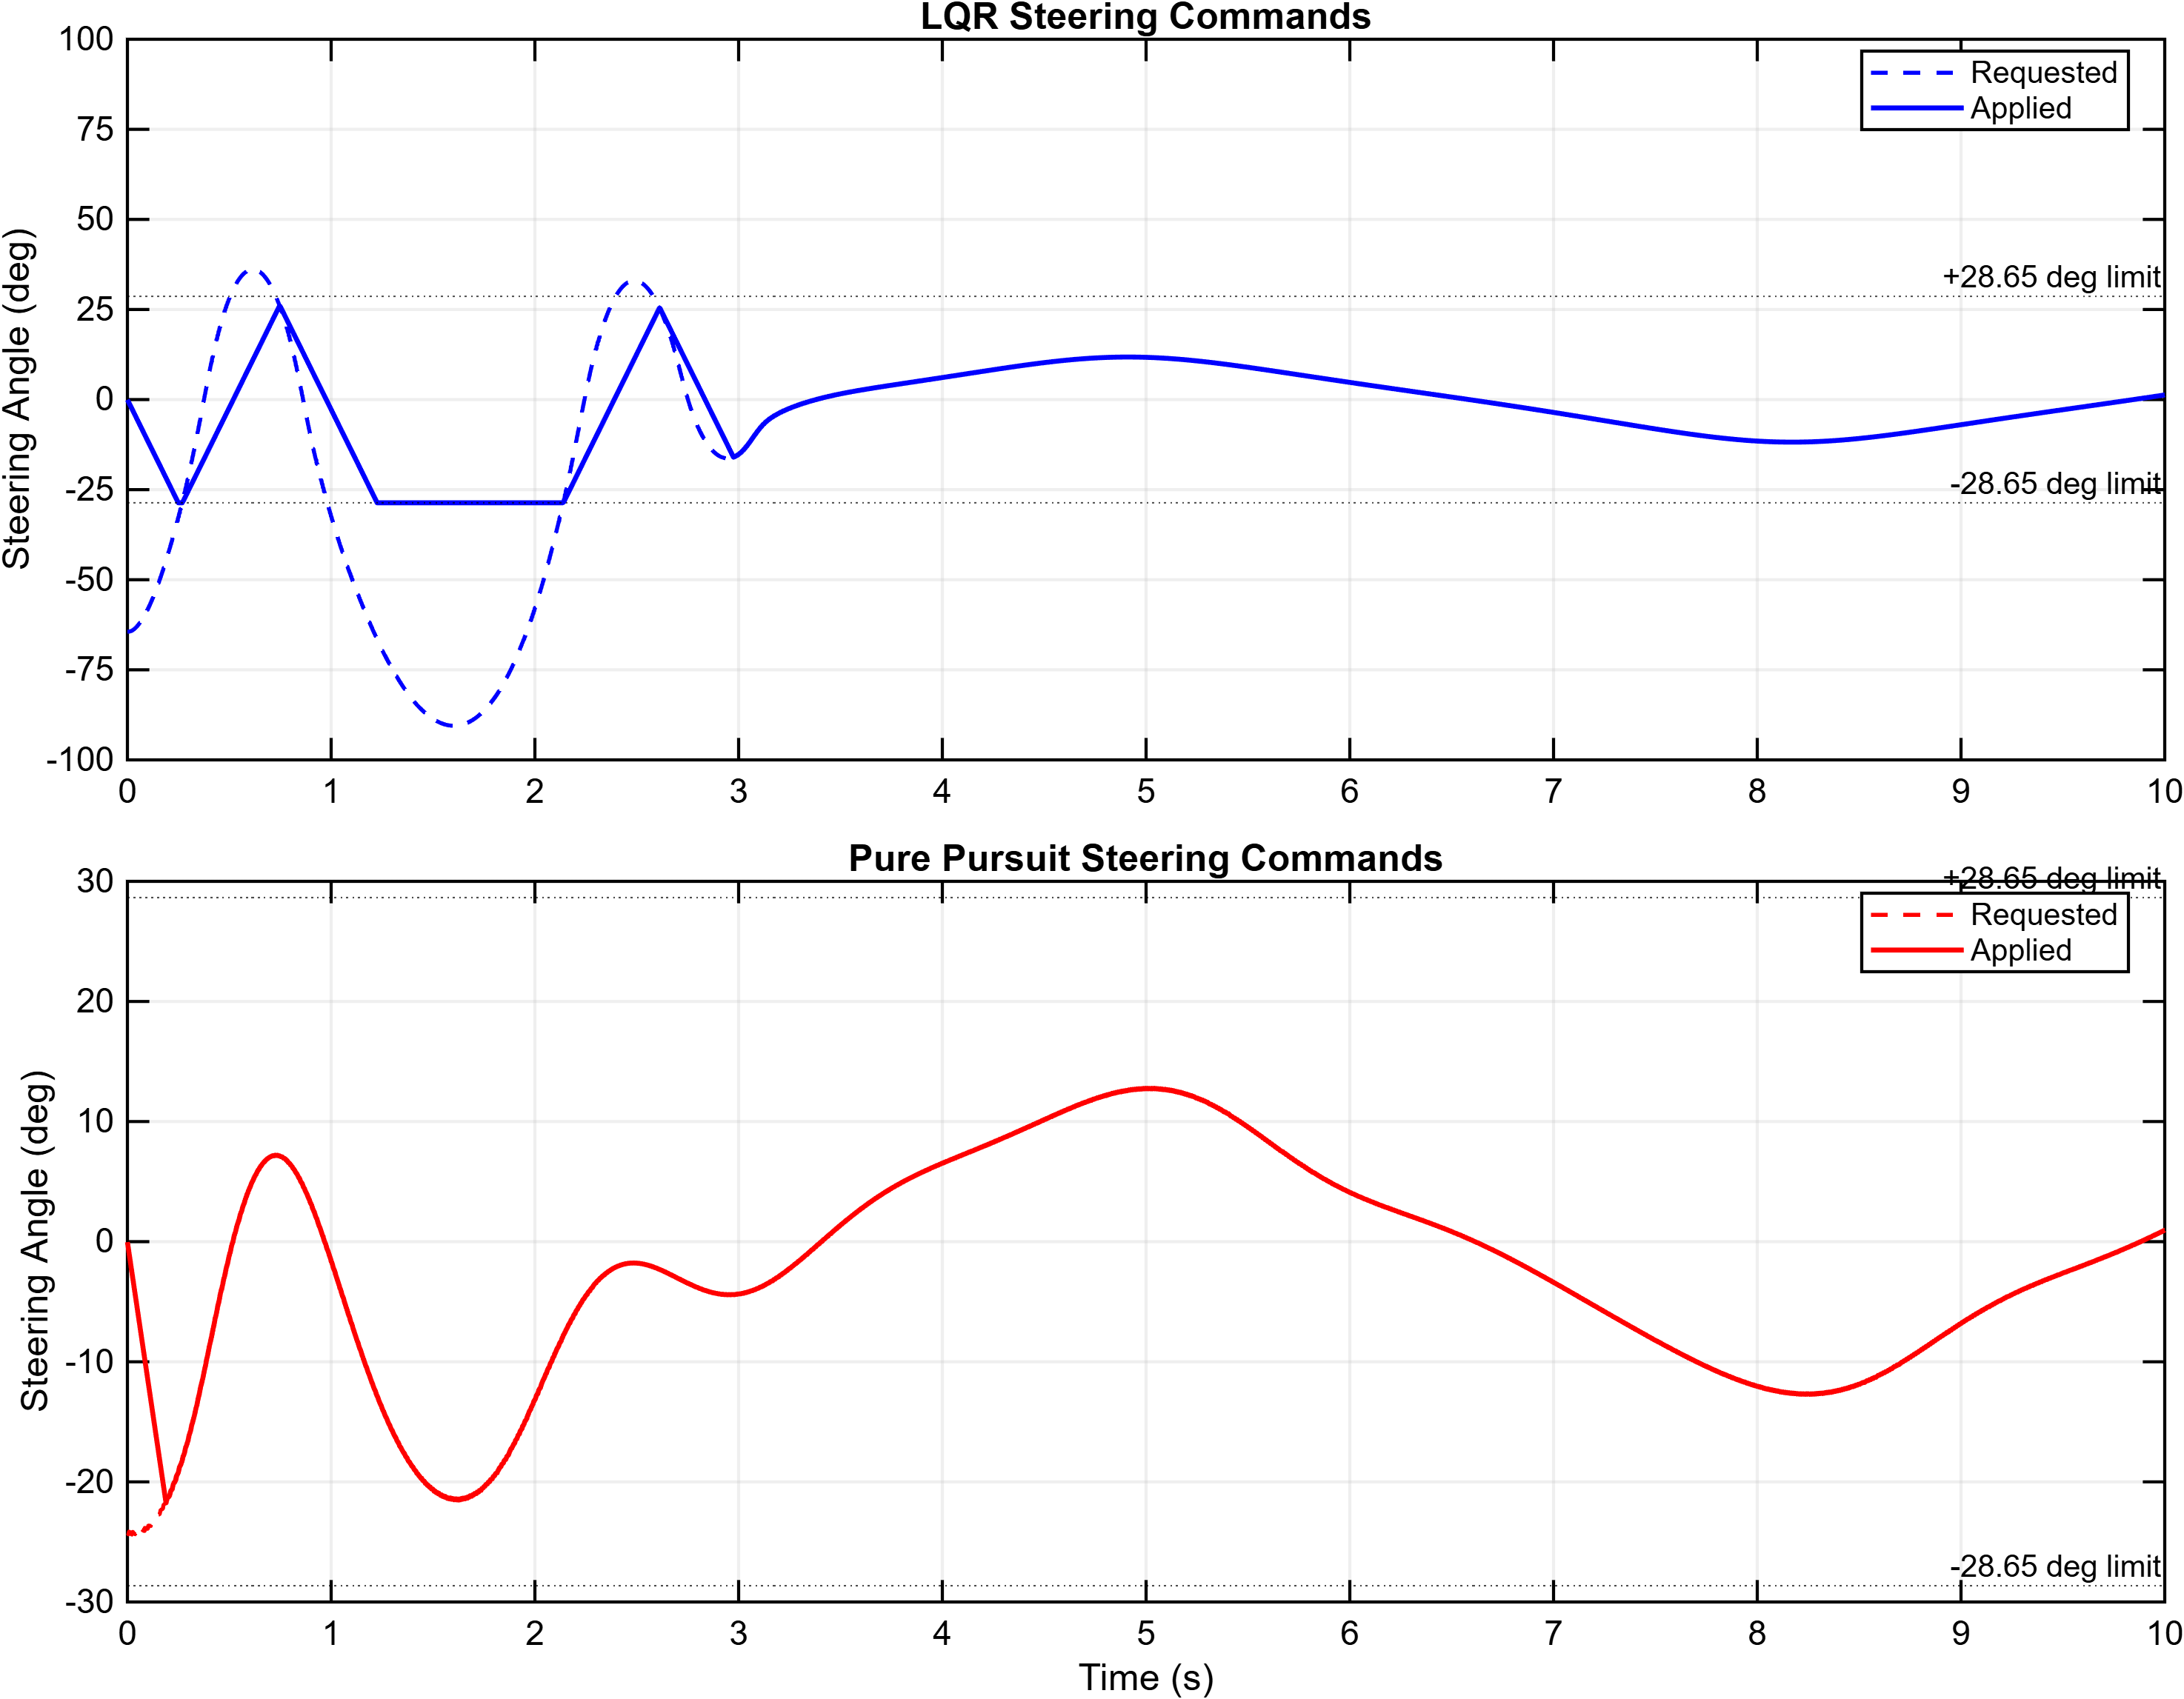 LQR Steering Commands
100
75
50
25
0
-25
-50
-75
-100
Steering Angle (deg)
Requested
Applied
+28.65 deg limit
-28.65 deg limit
0 1 2 3 4 5 6 7 8 9 10
Pure Pursuit Steering Commands
30
20
10
0
-10
-20
-30
Steering Angle (deg)
+28.65 deg limit
Requested
Applied
-28.65 deg limit
0 1 2 3 4 5 6 7 8 9 10
Time (s)